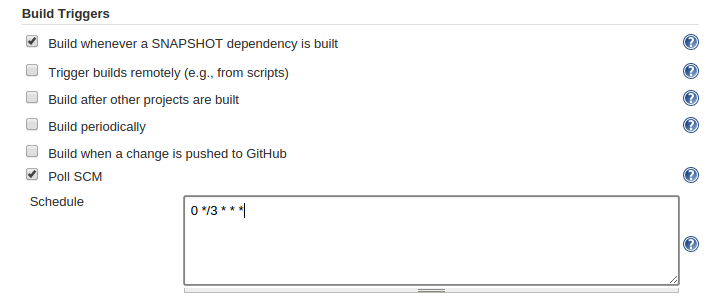 Build Triggers
Build whenever a SNAPSHOT dependency is built
Trigger builds remotely (e.g., from scripts)
Build after other projects are built
Build periodically
Build when a change is pushed to GitHub
Poll SCM
Schedule
0 */3 * * *